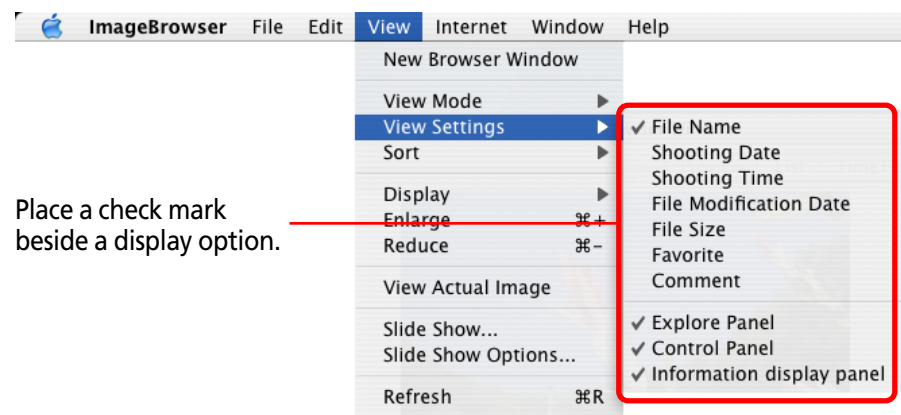 ImageBrowser File Edit View Internet Window Help
New Browser Window
View Mode
View Settings
Sort
Display
Enlarge ⌘+
Reduce ⌘−
View Actual Image
Slide Show...
Slide Show Options...
Refresh ⌘R
✓ File Name
Shooting Date
Shooting Time
File Modification Date
File Size
Favorite
Comment
✓ Explore Panel
✓ Control Panel
✓ Information display panel
Place a check mark
beside a display option.